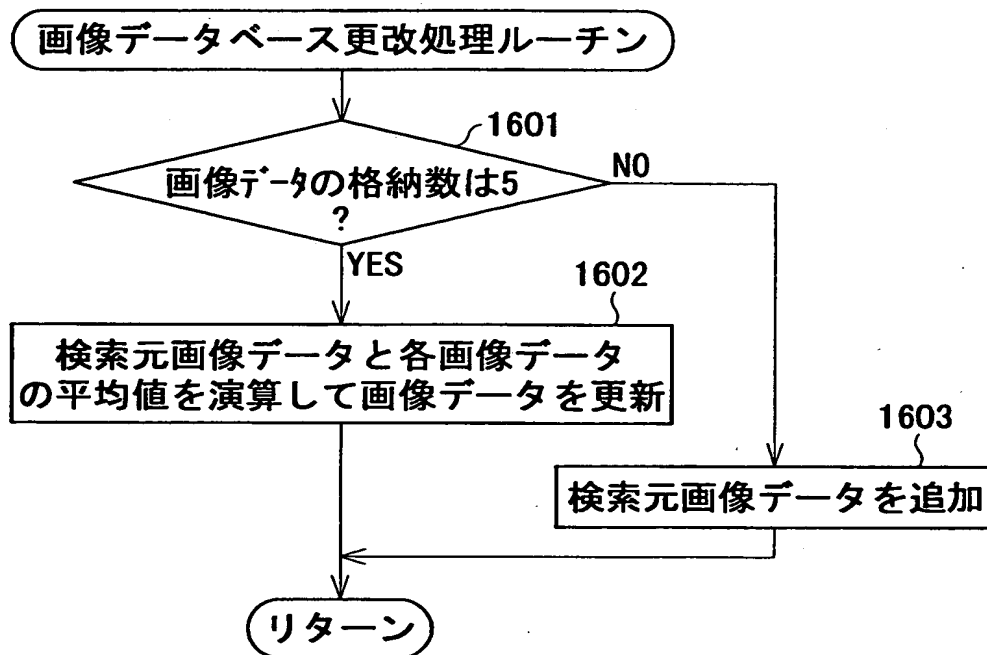 画像データベース更改処理ルーチン
1601
画像ﾃﾞｰﾀの格納数は5
?
NO
YES
1602
検索元画像データと各画像データ
の平均値を演算して画像データを更新
1603
検索元画像データを追加
リターン